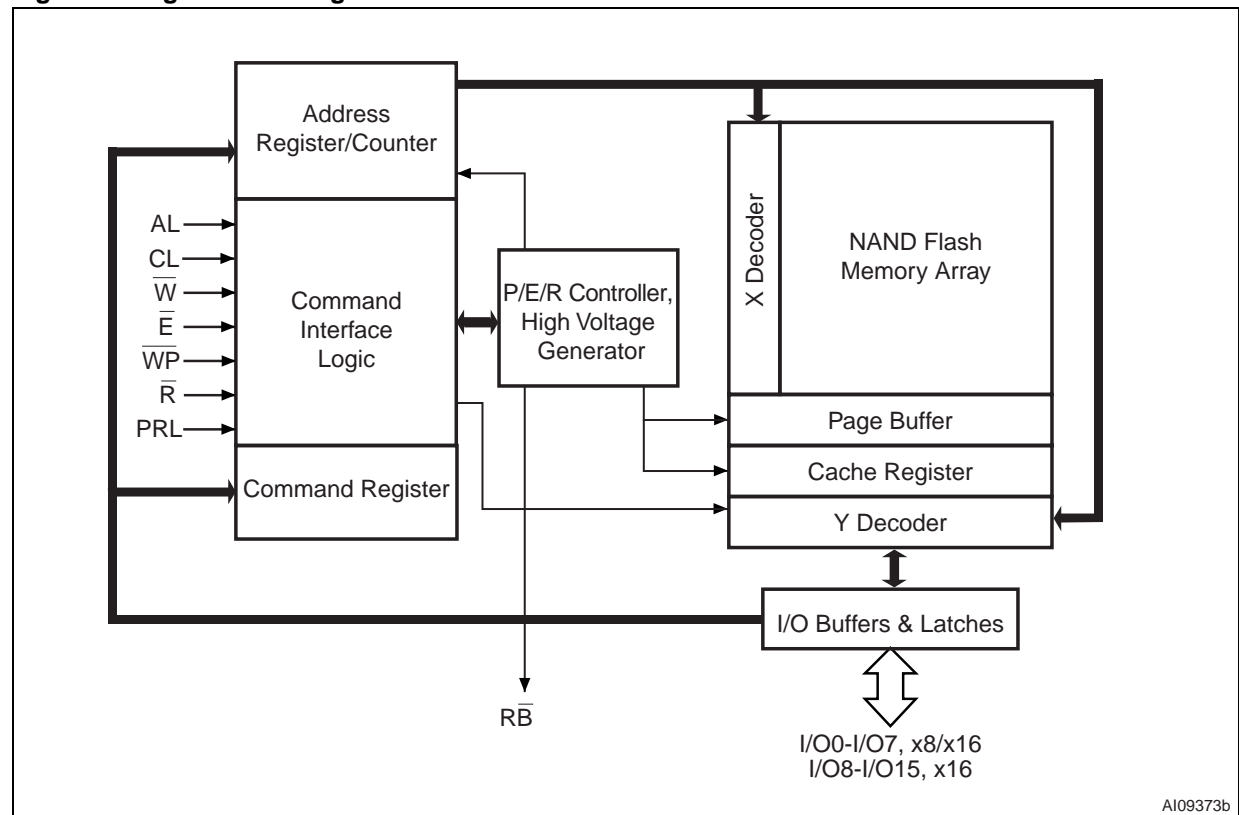 Address
Register/Counter
AL
CL
W̅
E̅
W̅P̅
R̅
PRL
Command
Interface
Logic
Command Register
P/E/R Controller,
High Voltage
Generator
RB̅
X Decoder
NAND Flash
Memory Array
Page Buffer
Cache Register
Y Decoder
I/O Buffers & Latches
I/O0-I/O7, x8/x16
I/O8-I/O15, x16
AI09373b